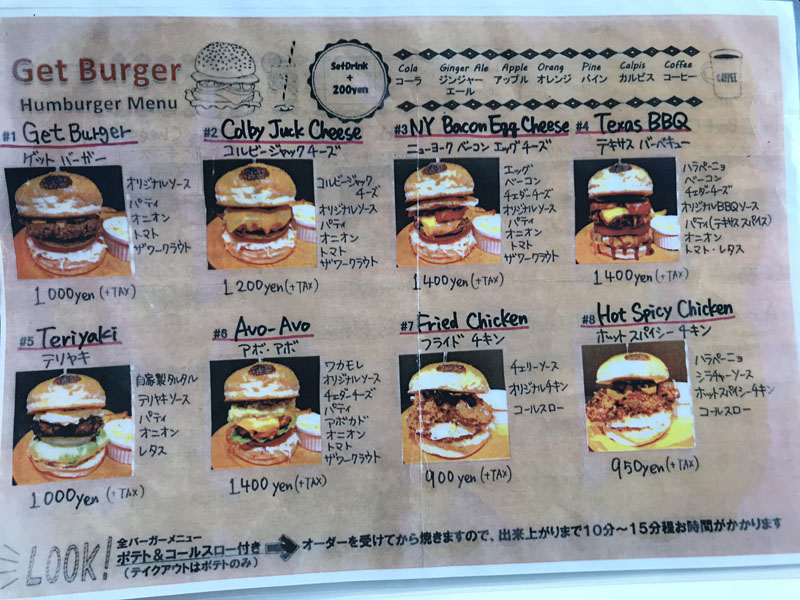 Get Burger
Humburger Menu
Set Drink
+
200yen
Cola Ginger Ale Apple Orang Pine Calpis Coffee
コーラ ジンジャーエール アップル オレンジ パイン カルピス コーヒー
COFFEE
#1 Get Burger
ゲット バーガー
オリジナルソース
パティ
オニオン
トマト
ザワークラウト
1000yen (+TAX)
#2 Colby Juck Cheese
コルビージャック チーズ
コルビージャック
チーズ
オリジナルソース
パティ
オニオン
トマト
ザワークラウト
1200yen (+TAX)
#3 NY Bacon Egg Cheese
ニューヨーク ベーコン エッグ チーズ
エッグ
ベーコン
チェダーチーズ
オリジナルソース
パティ
オニオン
トマト
ザワークラウト
1400yen (+TAX)
#4 Texas BBQ
テキサス バーベキュー
ハラペーニョ
ベーコン
チェダーチーズ
オリジナルBBQソース
パティ(テキサススパイス)
オニオン
トマト・レタス
1400yen (+TAX)
#5 Teriyaki
テリヤキ
自家製タルタル
テリヤキソース
パティ
オニオン
レタス
1000yen (+TAX)
#6 Avo-Avo
アボ・アボ
ワカモレ
オリジナルソース
チェダーチーズ
パティ
アボカド
オニオン
トマト
ザワークラウト
1400yen (+TAX)
#7 Fried Chicken
フライド チキン
チェリーソース
オリジナルチキン
コールスロー
900yen (+TAX)
#8 Hot Spicy Chicken
ホット スパイシー チキン
ハラペーニョ
シラチャーソース
ホットスパイシーチキン
コールスロー
950yen (+TAX)
LOOK!
全バーガーメニュー
ポテト&コールスロー付き
(テイクアウトはポテトのみ)
オーダーを受けてから焼きますので、出来上がりまで10分~15分程お時間がかかります